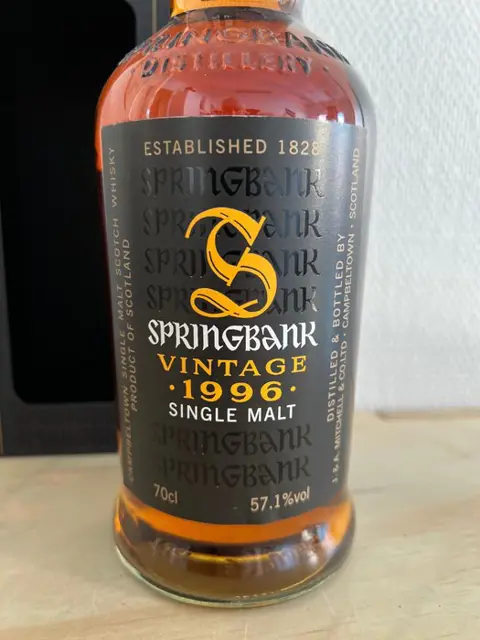 SPRINGBANK
DISTILLERY
ESTABLISHED 1828
SPRINGBANK
SPRINGBANK
SPRINGBANK
SPRINGBANK
S
SPRINGBANK
VINTAGE
·1996·
SINGLE MALT
SPRINGBANK
SPRINGBANK
70cl
57.1%vol
CAMPBELTOWN SINGLE MALT SCOTCH WHISKY
PRODUCT OF SCOTLAND
DISTILLED & BOTTLED BY
J. & A. MITCHELL & CO.LTD · CAMPBELTOWN · SCOTLAND